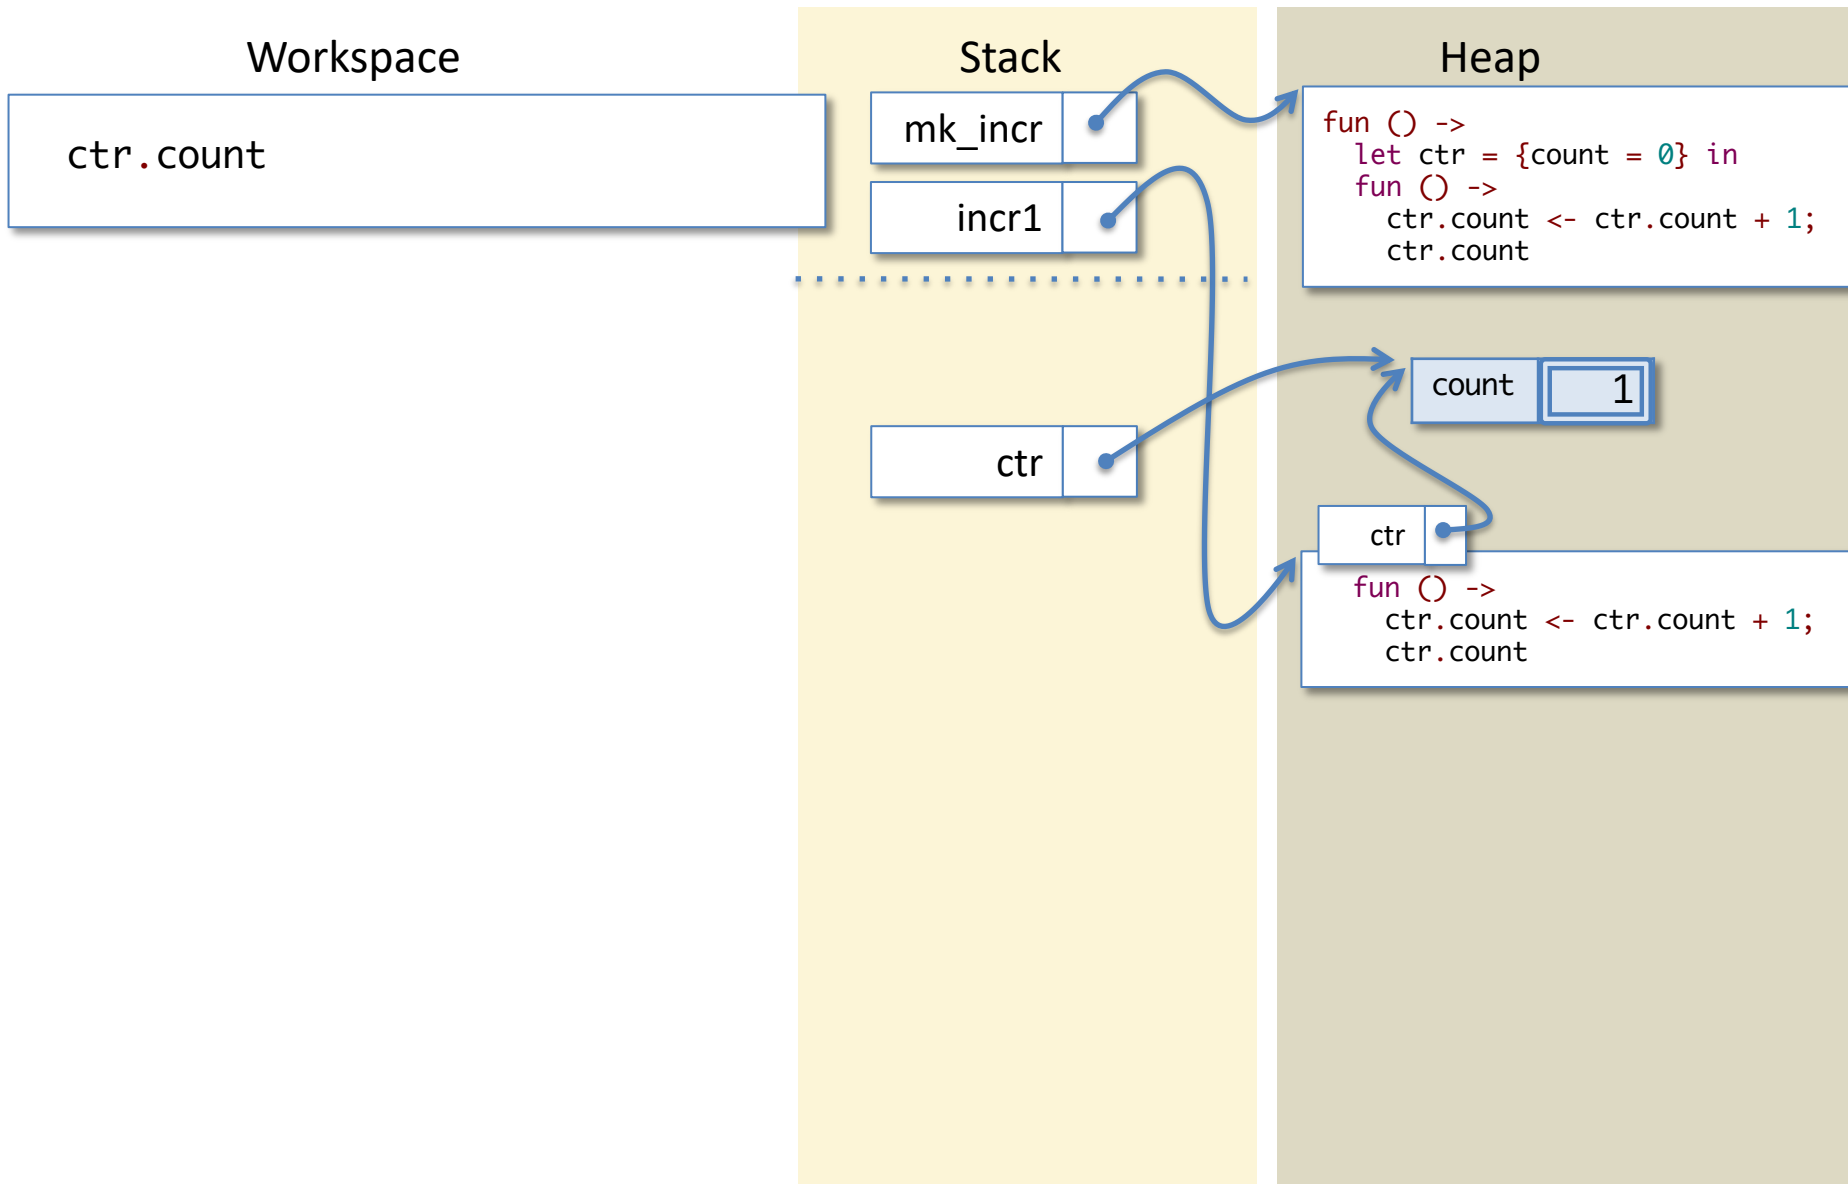 Workspace
ctr.count
Stack
mk_incr
incr1
ctr
Heap
fun () ->
let ctr = {count = 0} in
fun () ->
ctr.count <- ctr.count + 1;
ctr.count
count 1
ctr
fun () ->
ctr.count <- ctr.count + 1;
ctr.count